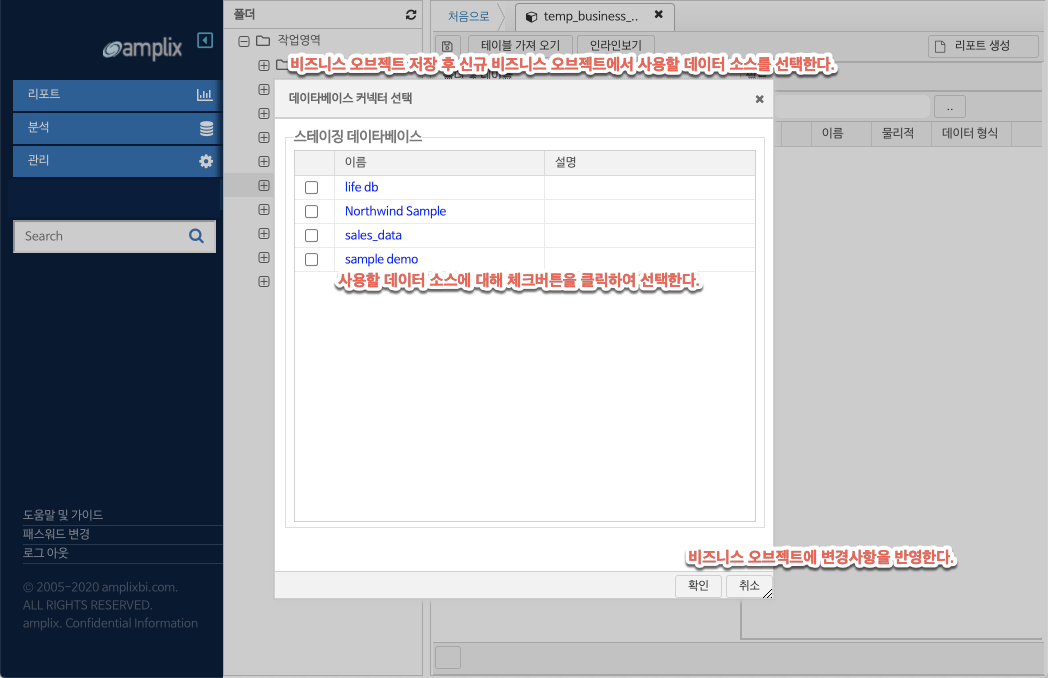 amplix
리포트
분석
관리
Search
도움말 및 가이드
패스워드 변경
로그 아웃
© 2005-2020 amplixbi.com.
ALL RIGHTS RESERVED.
amplix. Confidential Information
폴더
작업영역
처음으로
temp_business_..
테이블 가져 오기
인라인보기
리포트 생성
비즈니스 오브젝트 저장 후 신규 비즈니스 오브젝트에서 사용할 데이터 소스를 선택한다.
..
이름
물리적
데이터 형식
데이타베이스 커넥터 선택
스테이징 데이타베이스
이름
설명
life db
Northwind Sample
sales_data
sample demo
사용할 데이터 소스에 대해 체크버튼을 클릭하여 선택한다.
비즈니스 오브젝트에 변경사항을 반영한다.
확인
취소